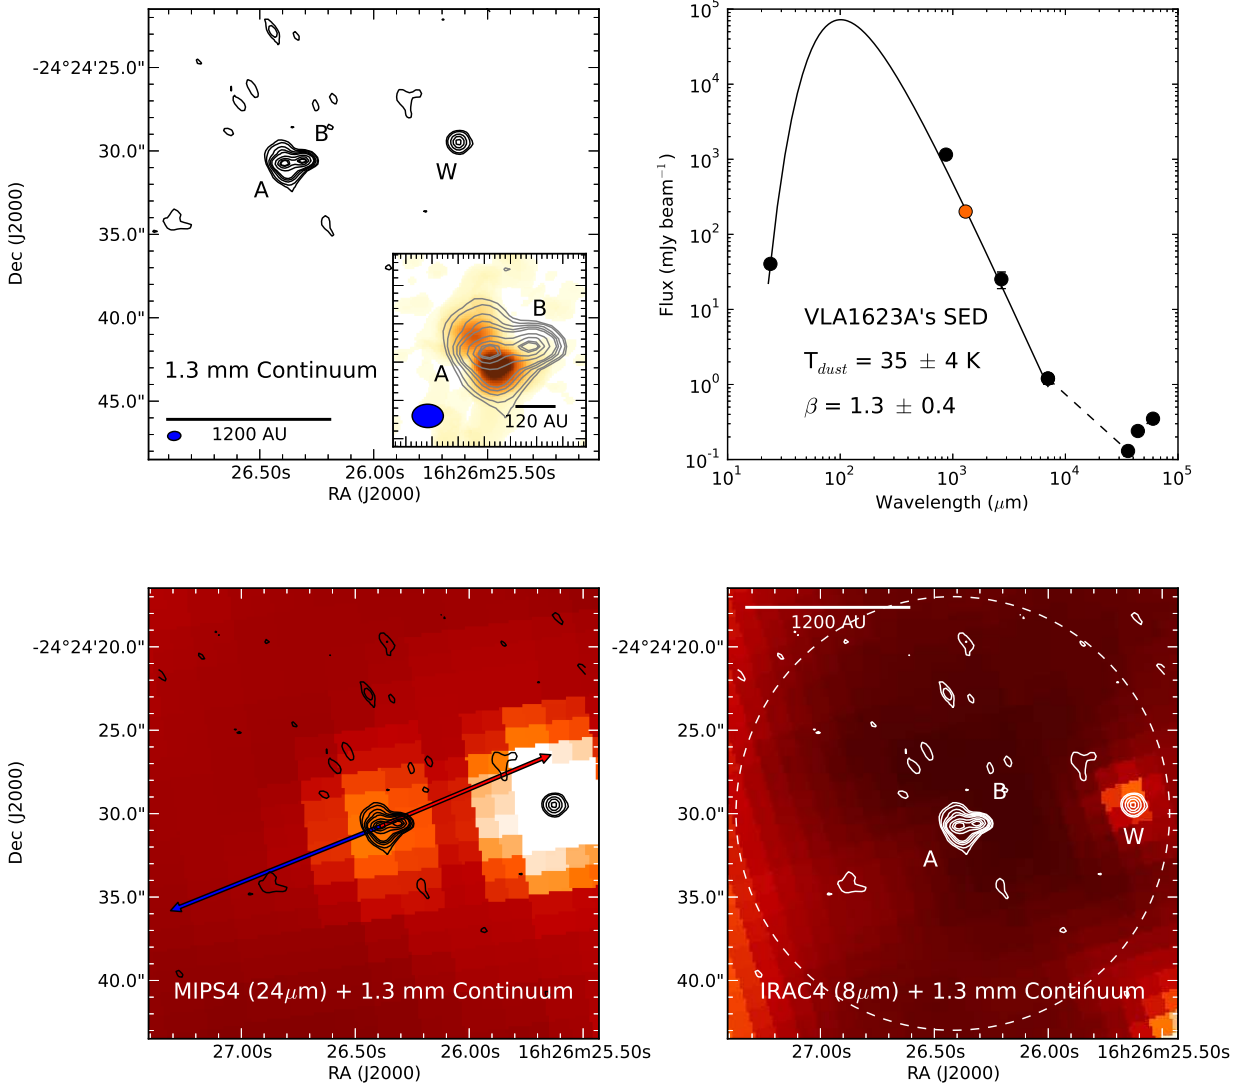 -24°24'25.0"
30.0"
35.0"
40.0"
45.0"
Dec (J2000)
B
A
W
B
A
120 AU
1.3 mm Continuum
1200 AU
26.50s
26.00s
16h26m25.50s
RA (J2000)
10^5
10^4
10^3
10^2
10^1
10^0
10^-1
Flux (mJy beam^-1)
VLA1623A's SED
T_dust = 35 ± 4 K
β = 1.3 ± 0.4
10^1
10^2
10^3
10^4
10^5
Wavelength (μm)
-24°24'20.0"
25.0"
30.0"
35.0"
40.0"
Dec (J2000)
MIPS4 (24μm) + 1.3 mm Continuum
27.00s
26.50s
26.00s
16h26m25.50s
RA (J2000)
-24°24'20.0"
25.0"
30.0"
35.0"
40.0"
1200 AU
B
A
W
IRAC4 (8μm) + 1.3 mm Continuum
27.00s
26.50s
26.00s
16h26m25.50s
RA (J2000)